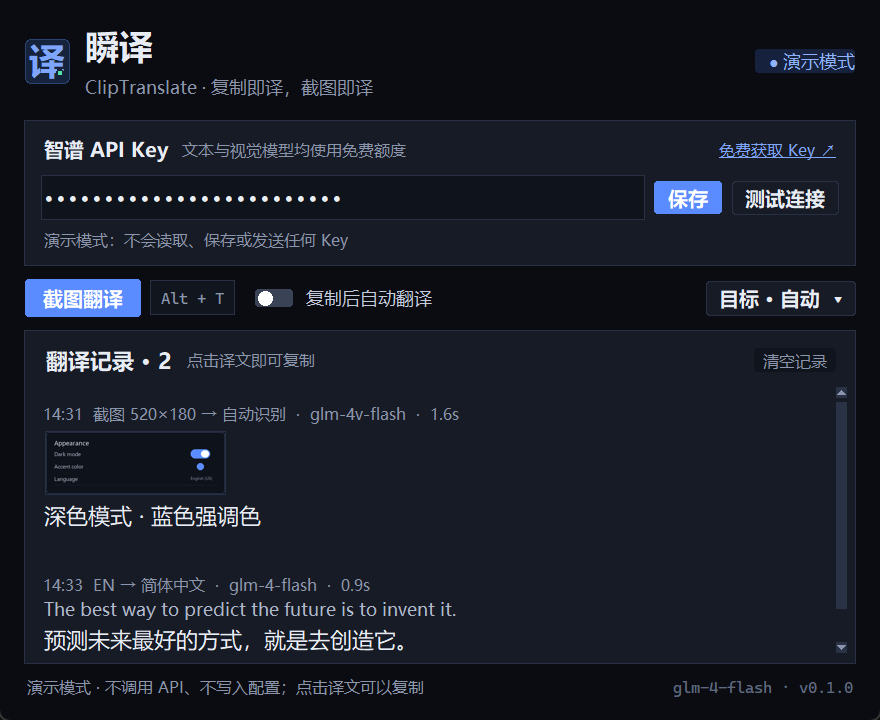 译
瞬译
ClipTranslate · 复制即译，截图即译
● 演示模式
智谱 API Key 文本与视觉模型均使用免费额度
免费获取 Key ↗
••••••••••••••••••••••••• 保存 测试连接
演示模式：不会读取、保存或发送任何 Key
截图翻译 Alt + T 复制后自动翻译 目标 • 自动 ▾
翻译记录 • 2 点击译文即可复制 清空记录
14:31 截图 520×180 → 自动识别 · glm-4v-flash · 1.6s
Appearance
Dark mode
Accent color
Language English (US)
深色模式 · 蓝色强调色
14:33 EN → 简体中文 · glm-4-flash · 0.9s
The best way to predict the future is to invent it.
预测未来最好的方式，就是去创造它。
演示模式 · 不调用 API、不写入配置；点击译文可以复制 glm-4-flash · v0.1.0